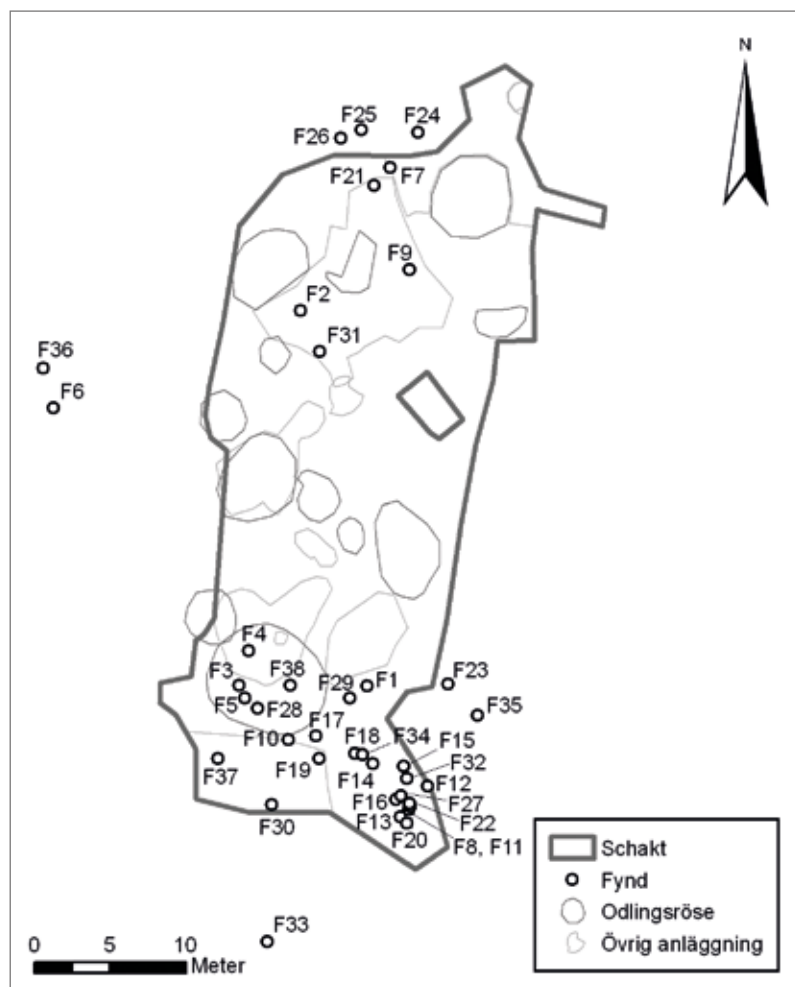 N
F25
F24
F26
F7
F21
F9
F2
F31
F36
F6
F4
F3
F38
F29
F1
F23
F5
F28
F35
F17
F10
F18
F34
F15
F37
F19
F14
F32
F12
F16
F27
F30
F13
F22
F20
F8, F11
F33
0 5 10
Meter
Schakt
Fynd
Odlingsröse
Övrig anläggning